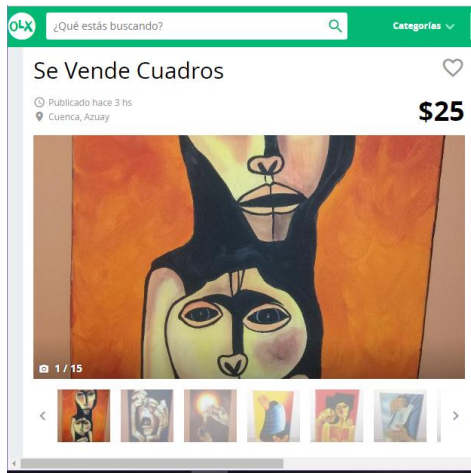 OLX
¿Qué estás buscando?
Categorías
Se Vende Cuadros
Publicado hace 3 hs
Cuenca, Azuay
$25
1 / 15